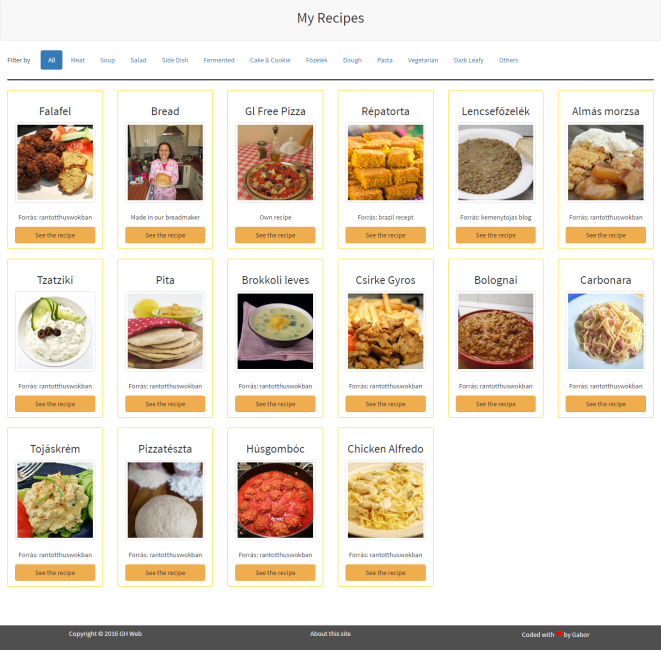 My Recipes
Filter by All Meat Soup Salad Side Dish Fermented Cake & Cookie Főzelék Dough Pasta Vegetarian Dark Leafy Others
Falafel Bread Gl Free Pizza Répatorta Lencsefőzelék Almás morzsa
Forrás: rantotthuswokban Made in our breadmaker Own recipe Forrás: brazil recept Forrás: kemenytojas blog Forrás: rantotthuswokban
See the recipe See the recipe See the recipe See the recipe See the recipe See the recipe
Tzatziki Pita Brokkoli leves Csirke Gyros Bolognai Carbonara
Forrás: rantotthuswokban Forrás: rantotthuswokban Forrás: rantotthuswokban Forrás: rantotthuswokban Forrás: rantotthuswokban Forrás: rantotthuswokban
See the recipe See the recipe See the recipe See the recipe See the recipe See the recipe
Tojáskrém Pizzatészta Húsgombóc Chicken Alfredo
Forrás: rantotthuswokban Forrás: rantotthuswokban Forrás: rantotthuswokban Forrás: rantotthuswokban
See the recipe See the recipe See the recipe See the recipe
Copyright © 2016 GH Web About this site Coded with ❤ by Gabor